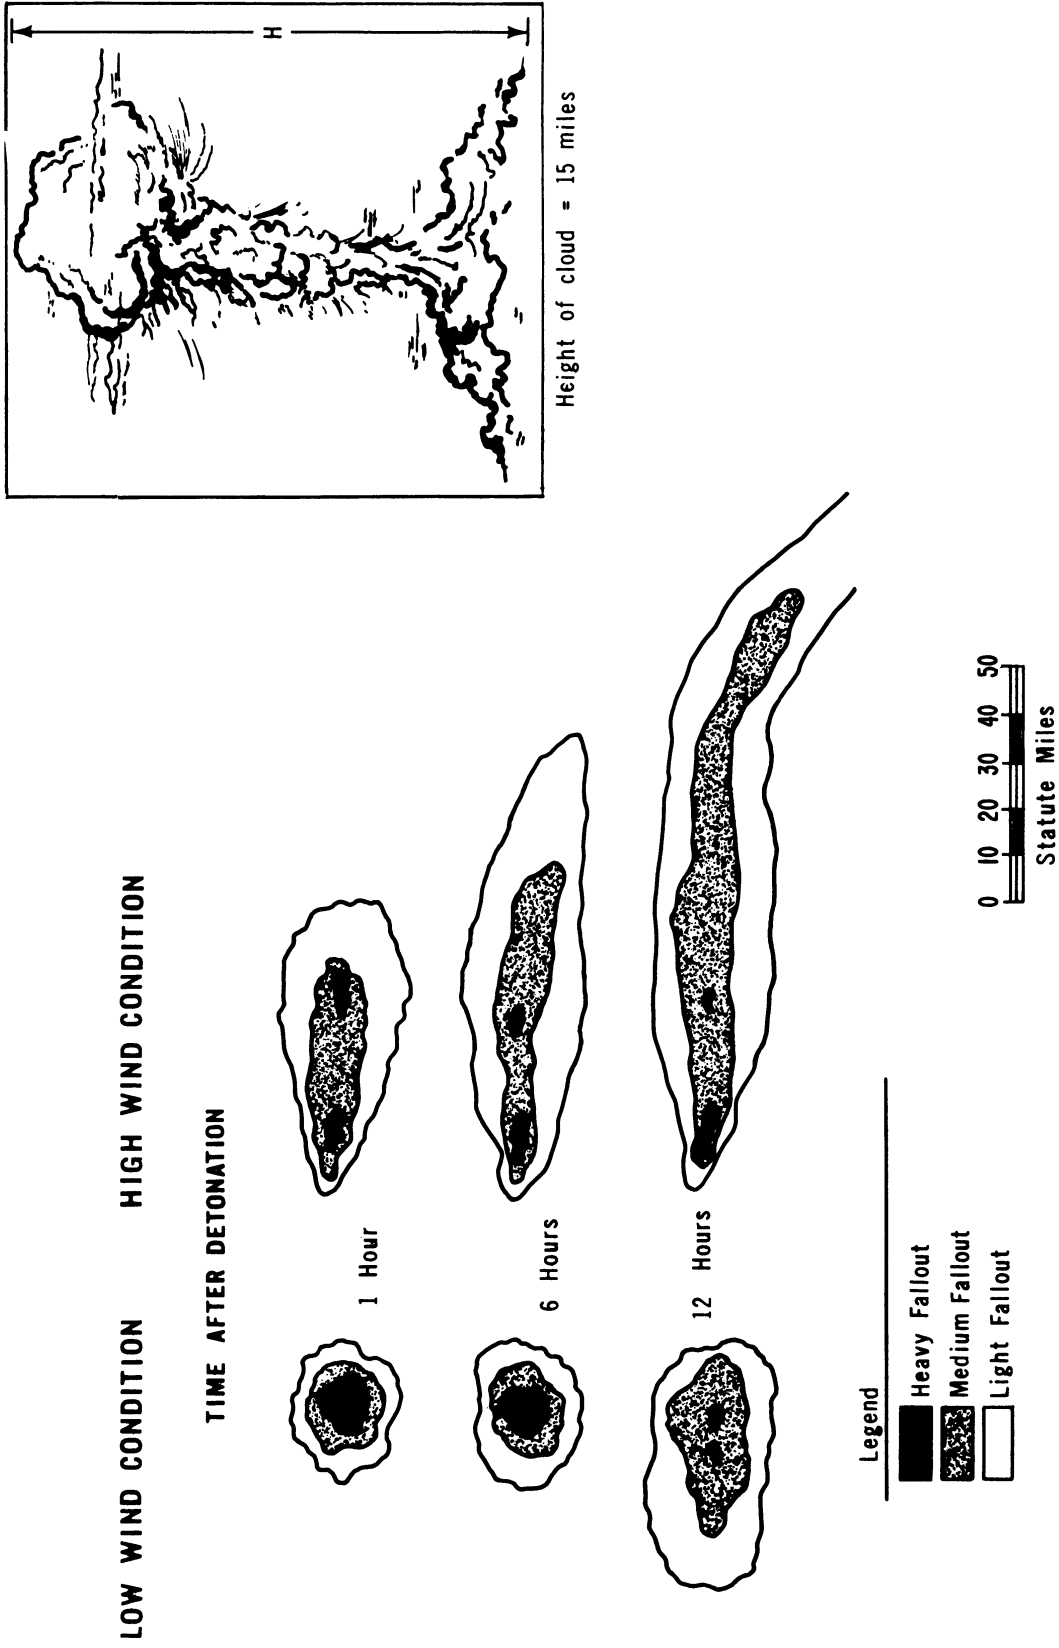 LOW WIND CONDITION
HIGH WIND CONDITION
TIME AFTER DETONATION
1 Hour
6 Hours
12 Hours
H
Height of cloud = 15 miles
Legend
Heavy Fallout
Medium Fallout
Light Fallout
0 10 20 30 40 50
Statute Miles